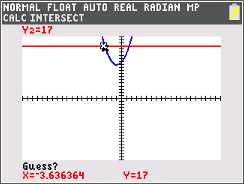 NORMAL FLOAT AUTO REAL RADIAN MP
CALC INTERSECT
Y2=17
Guess?
X=-3.636364 Y=17